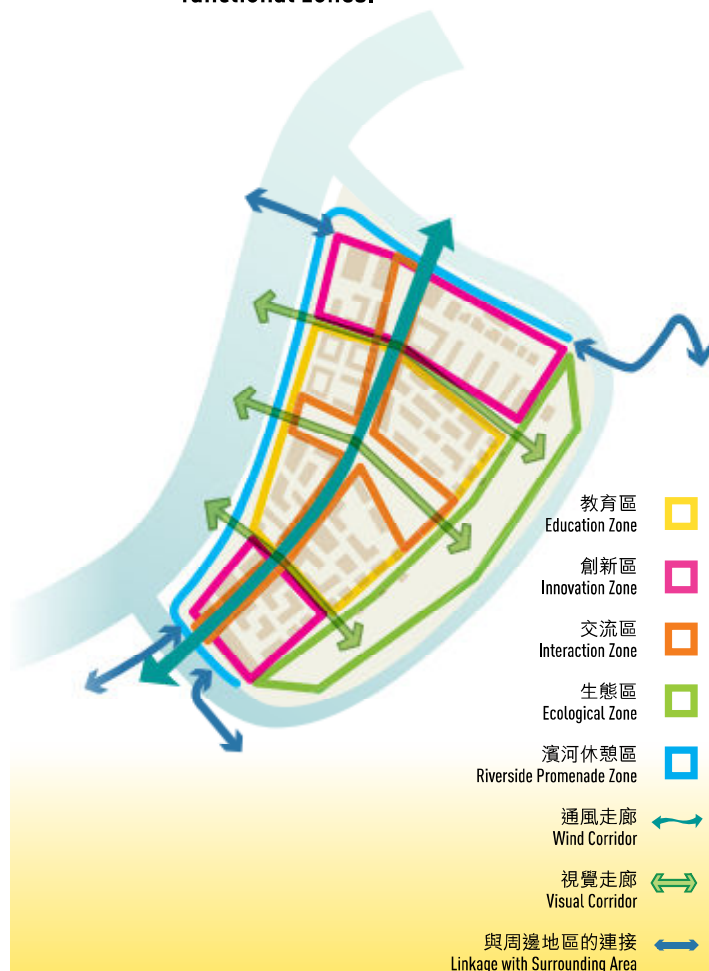 functional zones.
教育區
Education Zone
創新區
Innovation Zone
交流區
Interaction Zone
生態區
Ecological Zone
濱河休憩區
Riverside Promenade Zone
通風走廊
Wind Corridor
視覺走廊
Visual Corridor
與周邊地區的連接
Linkage with Surrounding Area